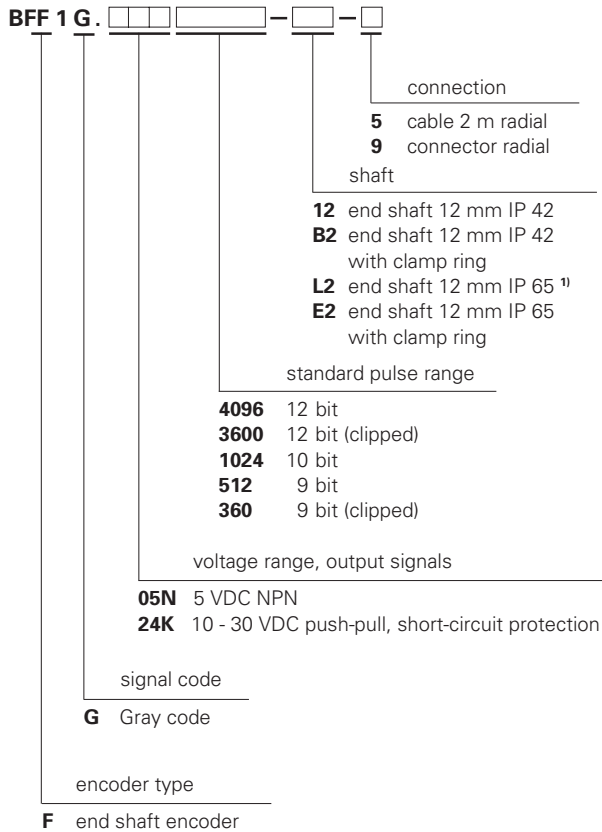 BFF 1 G . - -
connection
5 cable 2 m radial
9 connector radial
shaft
12 end shaft 12 mm IP 42
B2 end shaft 12 mm IP 42
with clamp ring
L2 end shaft 12 mm IP 65 1)
E2 end shaft 12 mm IP 65
with clamp ring
standard pulse range
4096 12 bit
3600 12 bit (clipped)
1024 10 bit
512 9 bit
360 9 bit (clipped)
voltage range, output signals
05N 5 VDC NPN
24K 10 - 30 VDC push-pull, short-circuit protection
signal code
G Gray code
encoder type
F end shaft encoder